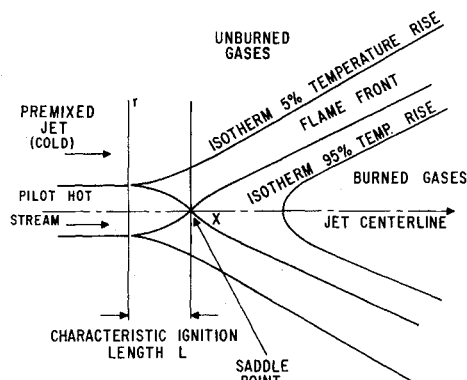 UNBURNED
GASES
r
ISOTHERM 5% TEMPERATURE RISE
PREMIXED
JET
(COLD)
FLAME FRONT
ISOTHERM 95% TEMP. RISE
PILOT HOT
BURNED GASES
STREAM
X
JET CENTERLINE
CHARACTERISTIC IGNITION
LENGTH L
SADDLE
POINT